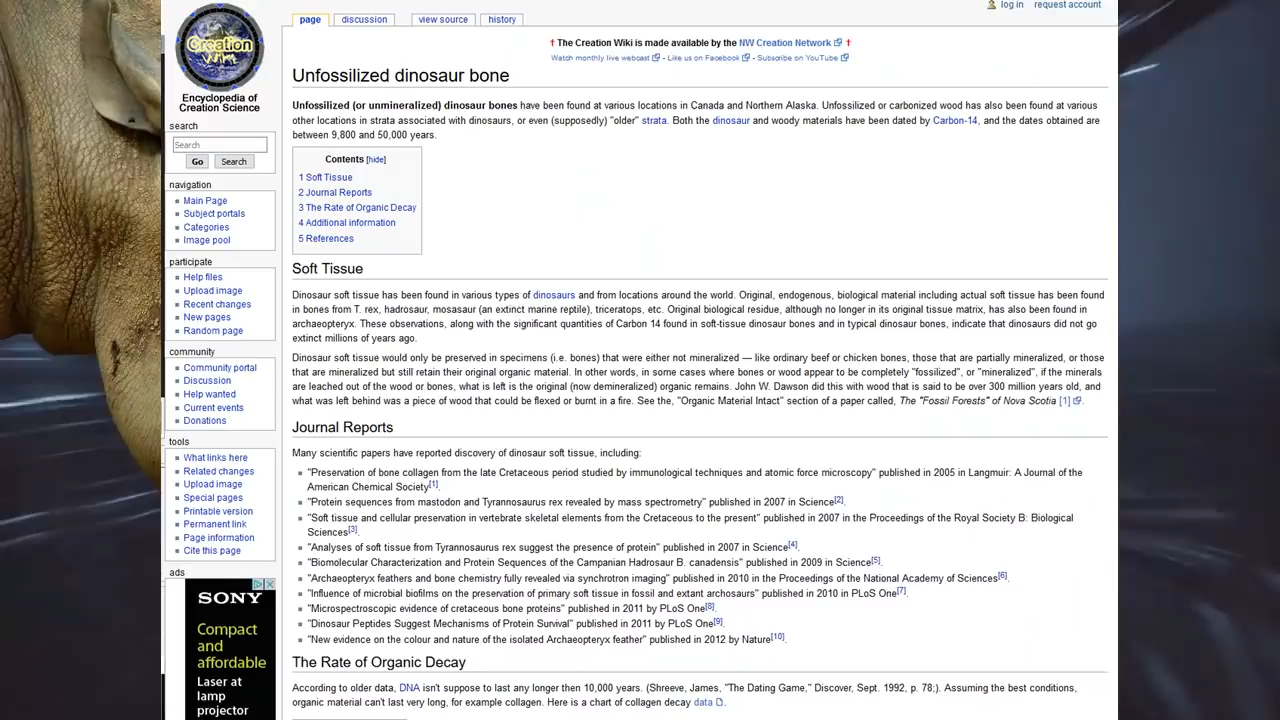 page
discussion
view source
history
log in
request account
† The Creation Wiki is made available by the NW Creation Network †
Watch monthly live webcast - Like us on Facebook - Subscribe on YouTube
Creation
Wiki
Encyclopedia of
Creation Science
search
Search
Go
Search
navigation
Main Page
Subject portals
Categories
Image pool
participate
Help files
Upload image
Recent changes
New pages
Random page
community
Community portal
Discussion
Help wanted
Current events
Donations
tools
What links here
Related changes
Upload image
Special pages
Printable version
Permanent link
Page information
Cite this page
ads
SONY
Compact
and
affordable
Laser at
lamp
projector
Unfossilized dinosaur bone
Unfossilized (or unmineralized) dinosaur bones have been found at various locations in Canada and Northern Alaska. Unfossilized or carbonized wood has also been found at various
other locations in strata associated with dinosaurs, or even (supposedly) "older" strata. Both the dinosaur and woody materials have been dated by Carbon-14, and the dates obtained are
between 9,800 and 50,000 years.
Contents [hide]
1 Soft Tissue
2 Journal Reports
3 The Rate of Organic Decay
4 Additional information
5 References
Soft Tissue
Dinosaur soft tissue has been found in various types of dinosaurs and from locations around the world. Original, endogenous, biological material including actual soft tissue has been found
in bones from T. rex, hadrosaur, mosasaur (an extinct marine reptile), triceratops, etc. Original biological residue, although no longer in its original tissue matrix, has also been found in
archaeopteryx. These observations, along with the significant quantities of Carbon 14 found in soft-tissue dinosaur bones and in typical dinosaur bones, indicate that dinosaurs did not go
extinct millions of years ago.
Dinosaur soft tissue would only be preserved in specimens (i.e. bones) that were either not mineralized — like ordinary beef or chicken bones, those that are partially mineralized, or those
that are mineralized but still retain their original organic material. In other words, in some cases where bones or wood appear to be completely "fossilized", or "mineralized", if the minerals
are leached out of the wood or bones, what is left is the original (now demineralized) organic remains. John W. Dawson did this with wood that is said to be over 300 million years old, and
what was left behind was a piece of wood that could be flexed or burnt in a fire. See the, "Organic Material Intact" section of a paper called, The "Fossil Forests" of Nova Scotia [1].
Journal Reports
Many scientific papers have reported discovery of dinosaur soft tissue, including:
"Preservation of bone collagen from the late Cretaceous period studied by immunological techniques and atomic force microscopy" published in 2005 in Langmuir: A Journal of the
American Chemical Society[1].
"Protein sequences from mastodon and Tyrannosaurus rex revealed by mass spectrometry" published in 2007 in Science[2].
"Soft tissue and cellular preservation in vertebrate skeletal elements from the Cretaceous to the present" published in 2007 in the Proceedings of the Royal Society B: Biological
Sciences[3].
"Analyses of soft tissue from Tyrannosaurus rex suggest the presence of protein" published in 2007 in Science[4].
"Biomolecular Characterization and Protein Sequences of the Campanian Hadrosaur B. canadensis" published in 2009 in Science[5].
"Archaeopteryx feathers and bone chemistry fully revealed via synchrotron imaging" published in 2010 in the Proceedings of the National Academy of Sciences[6].
"Influence of microbial biofilms on the preservation of primary soft tissue in fossil and extant archosaurs" published in 2010 in PLoS One[7].
"Microspectroscopic evidence of cretaceous bone proteins" published in 2011 by PLoS One[8].
"Dinosaur Peptides Suggest Mechanisms of Protein Survival" published in 2011 by PLoS One[9].
"New evidence on the colour and nature of the isolated Archaeopteryx feather" published in 2012 by Nature[10].
The Rate of Organic Decay
According to older data, DNA isn't suppose to last any longer then 10,000 years. (Shreeve, James, "The Dating Game," Discover, Sept. 1992, p. 78;). Assuming the best conditions,
organic material can't last very long, for example collagen. Here is a chart of collagen decay data.